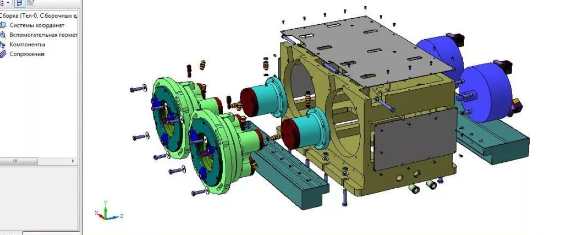 Сборка (Тел-0, Сборочных е
Системы координат
Вспомогательная геомет
Компоненты
Сопряжения